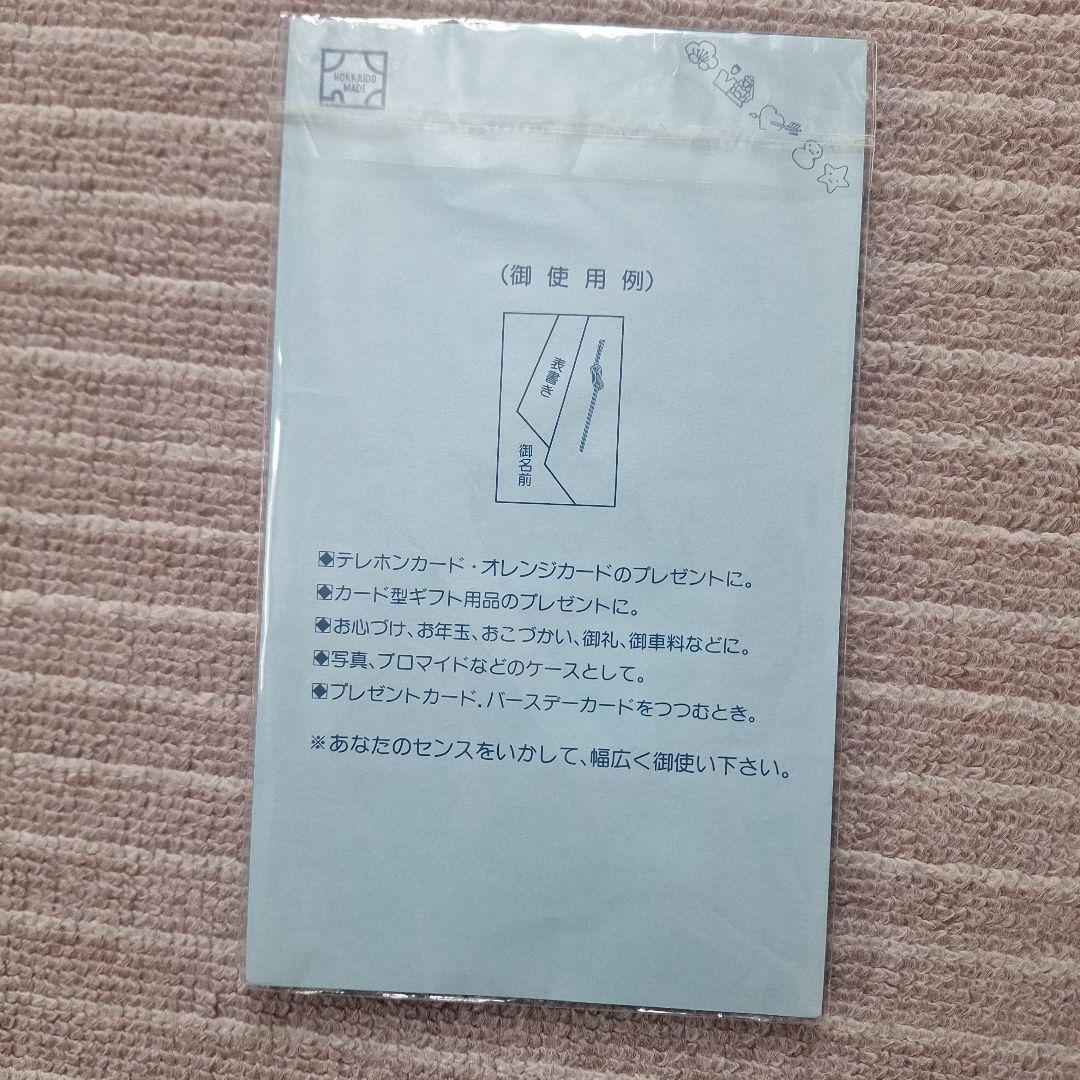 HOKKAIDO
MADE
(御使用例)
表書き
御名前
◆テレホンカード・オレンジカードのプレゼントに。
◆カード型ギフト用品のプレゼントに。
◆お心づけ、お年玉、おこづかい、御礼、御車料などに。
◆写真、ブロマイドなどのケースとして。
◆プレゼントカード.バースデーカードをつつむとき。
※あなたのセンスをいかして、幅広く御使い下さい。